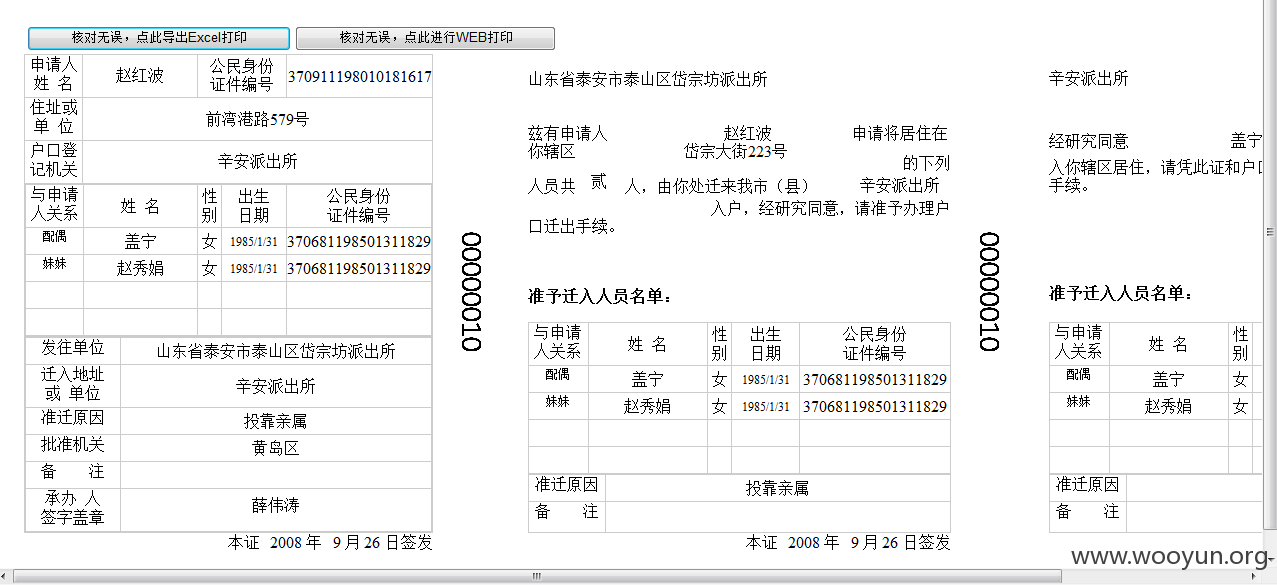 核对无误，点此导出Excel打印
核对无误，点此进行WEB打印
申请人
姓 名
赵红波
公民身份
证件编号
370911198010181617
住址或
单 位
前湾港路579号
户口登
记机关
辛安派出所
与申请
人关系
姓 名
性
别
出生
日期
公民身份
证件编号
配偶
盖宁
女
1985/1/31
370681198501311829
妹妹
赵秀娟
女
1985/1/31
370681198501311829
发往单位
山东省泰安市泰山区岱宗坊派出所
迁入地址
或 单位
辛安派出所
准迁原因
投靠亲属
批准机关
黄岛区
备 注
承办 人
签字盖章
薛伟涛
本证 2008 年 9 月 26 日签发
00000010
山东省泰安市泰山区岱宗坊派出所
兹有申请人 赵红波 申请将居住在
你辖区 岱宗大街223号 的下列
人员共 贰 人，由你处迁来我市（县） 辛安派出所
入户，经研究同意，请准予办理户
口迁出手续。
准予迁入人员名单：
与申请
人关系
姓 名
性
别
出生
日期
公民身份
证件编号
配偶
盖宁
女
1985/1/31
370681198501311829
妹妹
赵秀娟
女
1985/1/31
370681198501311829
准迁原因
投靠亲属
备 注
本证 2008 年 9 月 26 日签发
00000010
辛安派出所
经研究同意 盖宁
入你辖区居住，请凭此证和户
手续。
准予迁入人员名单：
与申请
人关系
姓 名
性
别
配偶
盖宁
女
妹妹
赵秀娟
女
准迁原因
备 注
www.wooyun.org